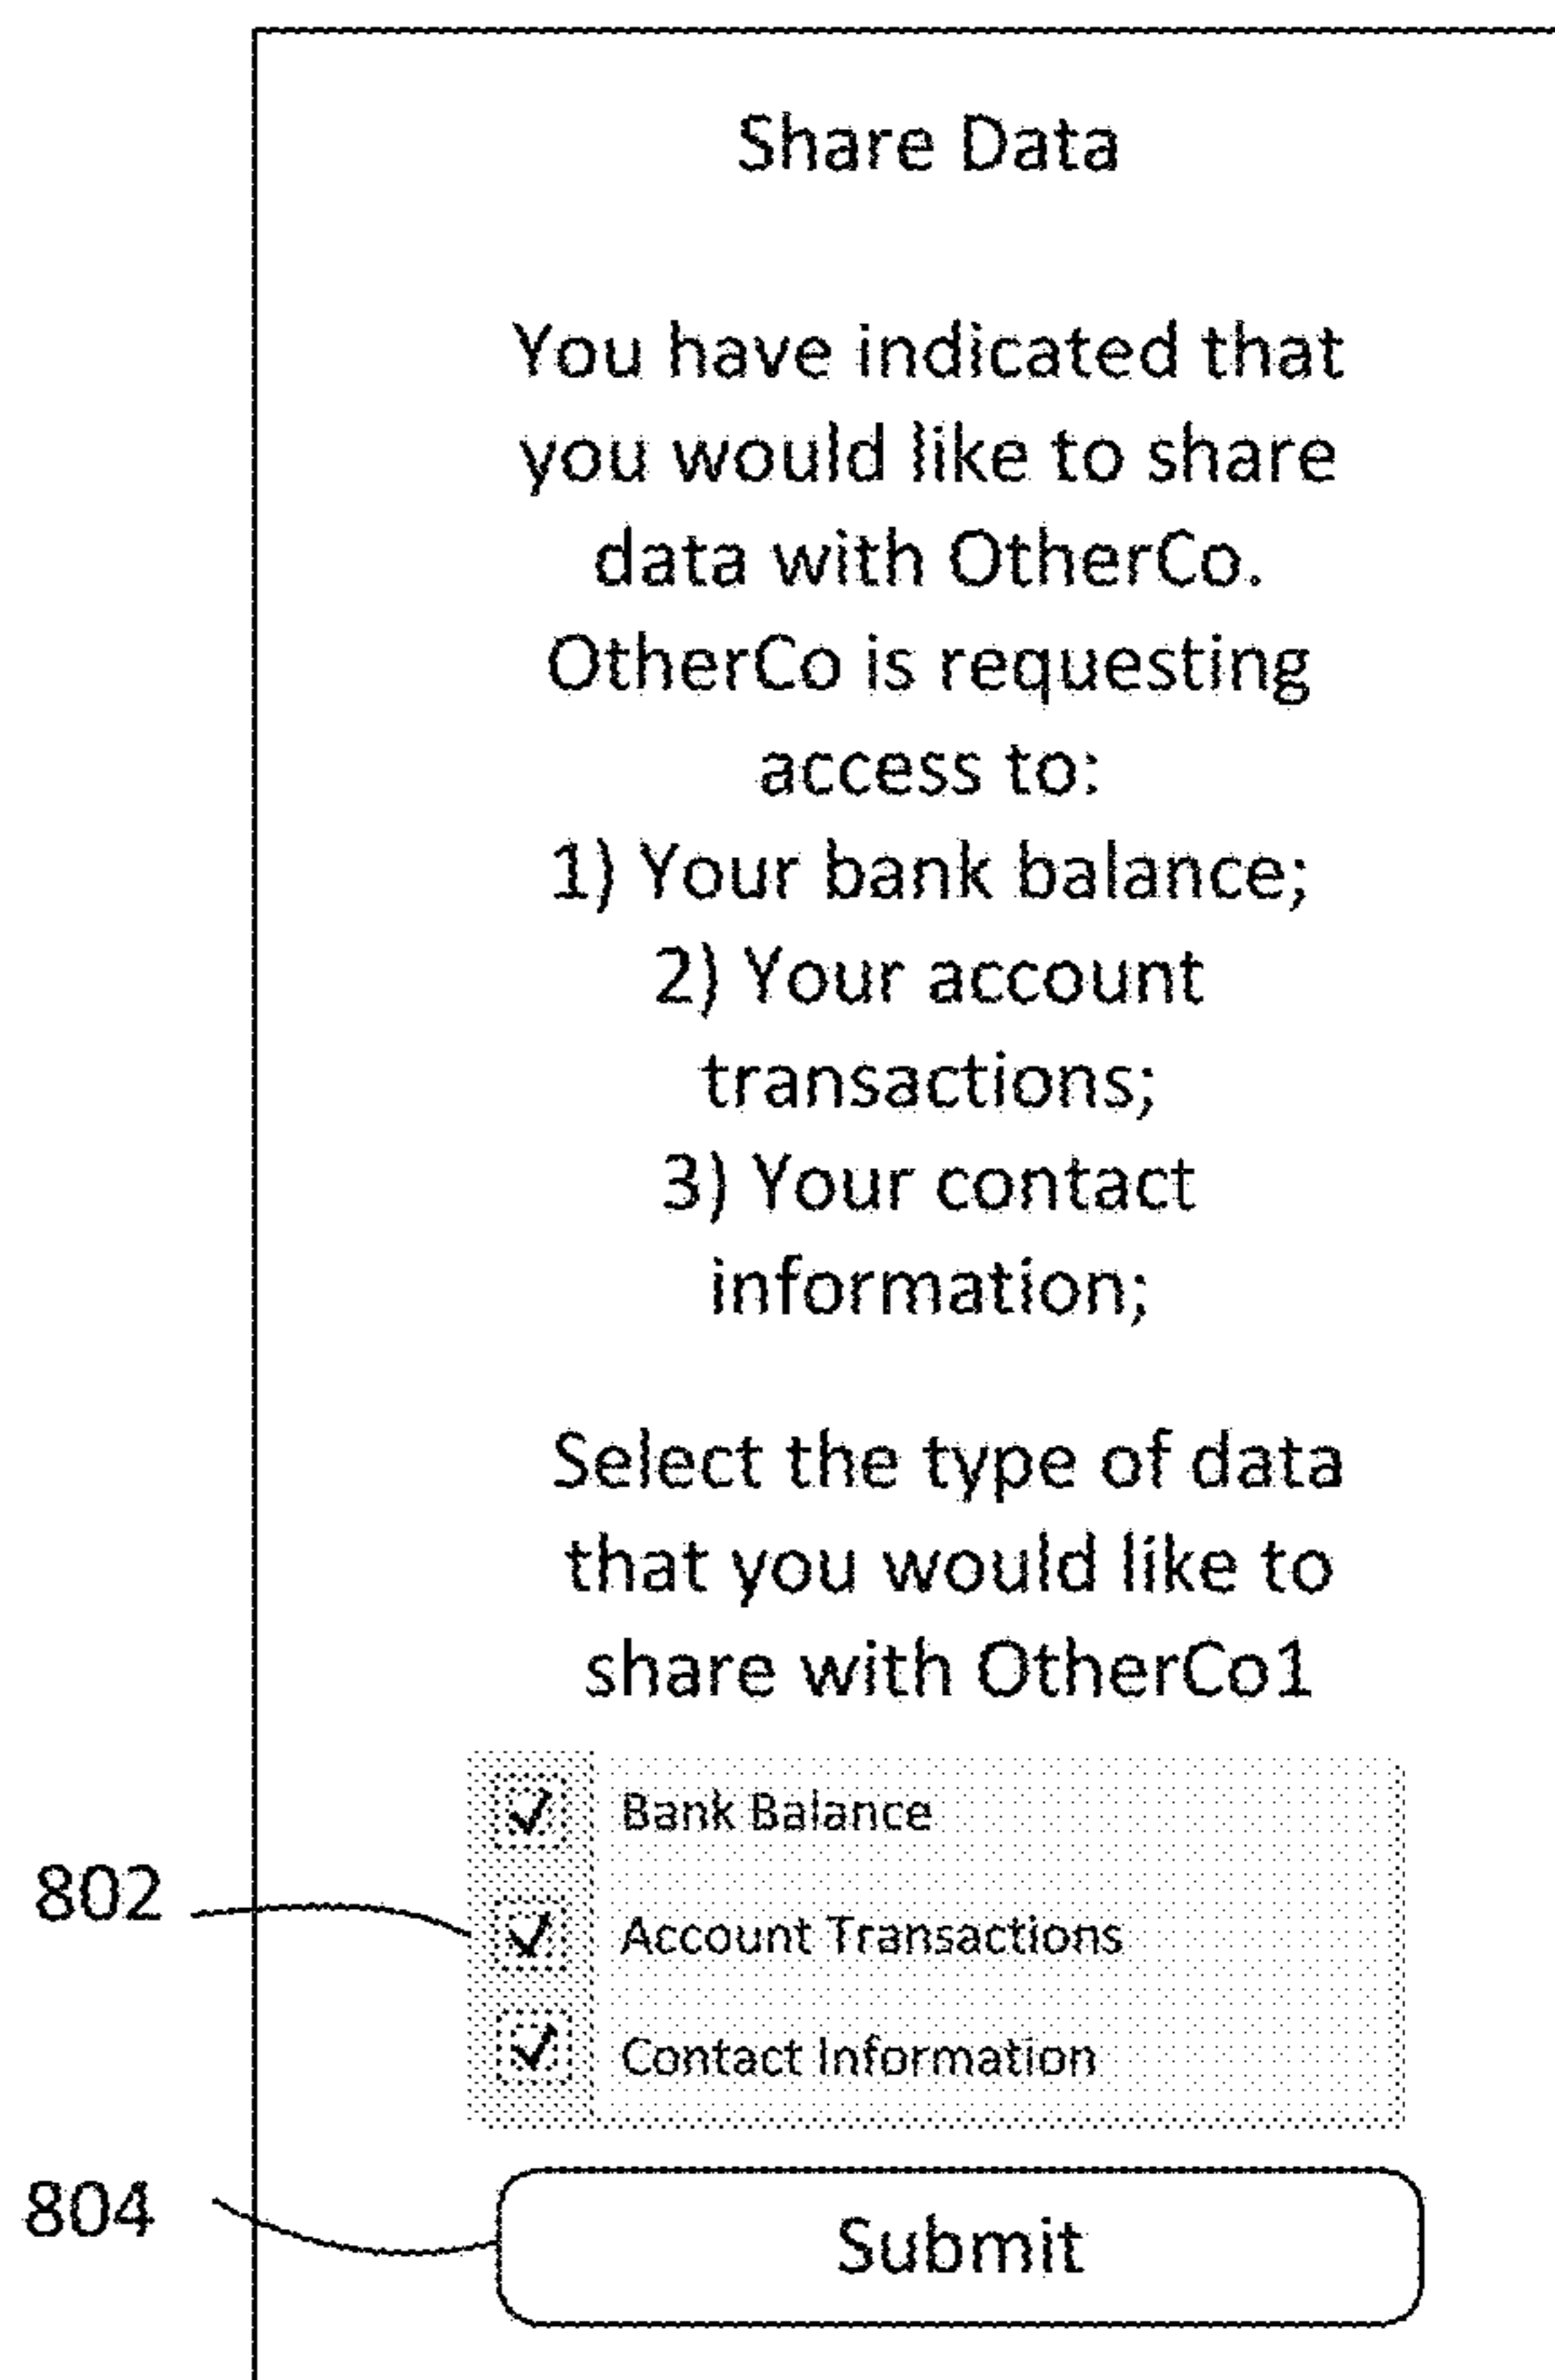 Share Data
You have indicated that
you would like to share
data with OtherCo.
OtherCo is requesting
access to:
1) Your bank balance;
2) Your account
transactions;
3) Your contact
information;
Select the type of data
that you would like to
share with OtherCo1
Bank Balance
802
Account Transactions
Contact Information
804
Submit